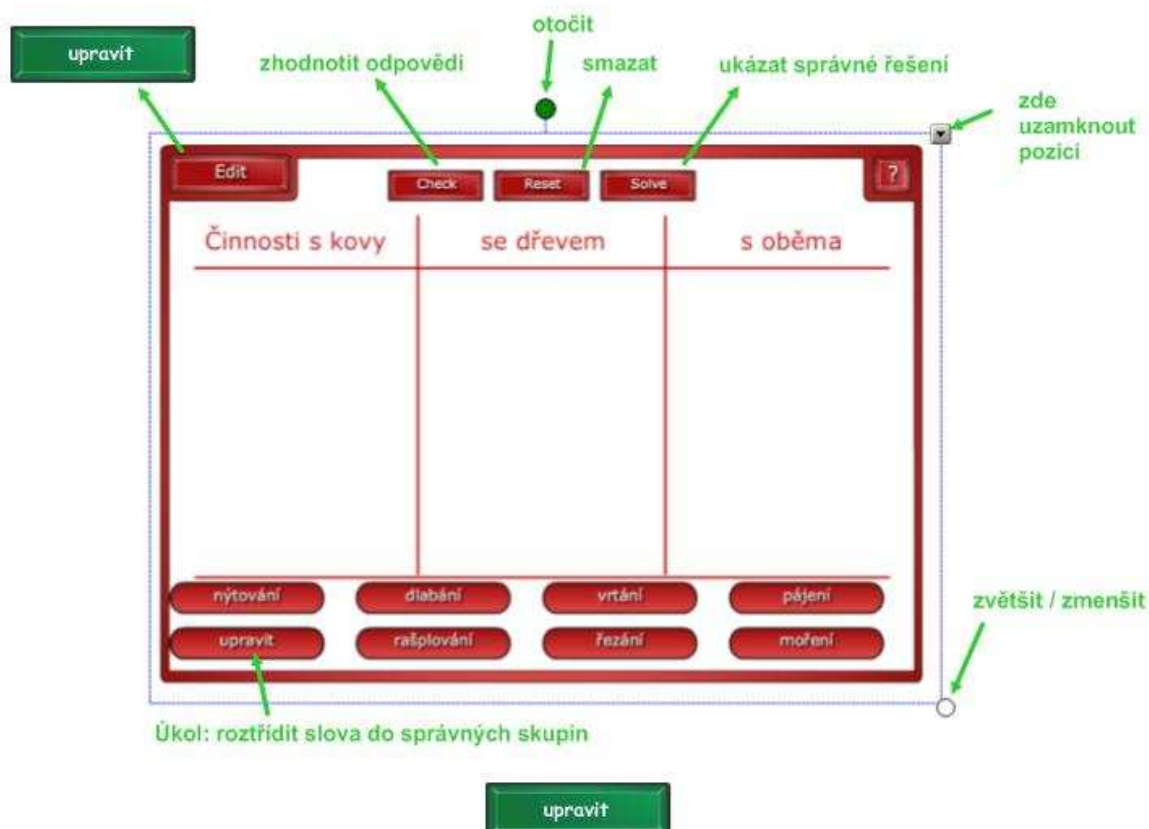 otočit
upravit
zhodnotit odpovědi
smazat
ukázat správné řešení
zde
uzamknout
pozici
Edit
Check
Reset
Solve
?
Činnosti s kovy
se dřevem
s oběma
nýtování
dlabání
vrtání
pájení
zvětšit / zmenšit
upravit
rašplování
řezání
moření
Úkol: roztřídit slova do správných skupin
upravit